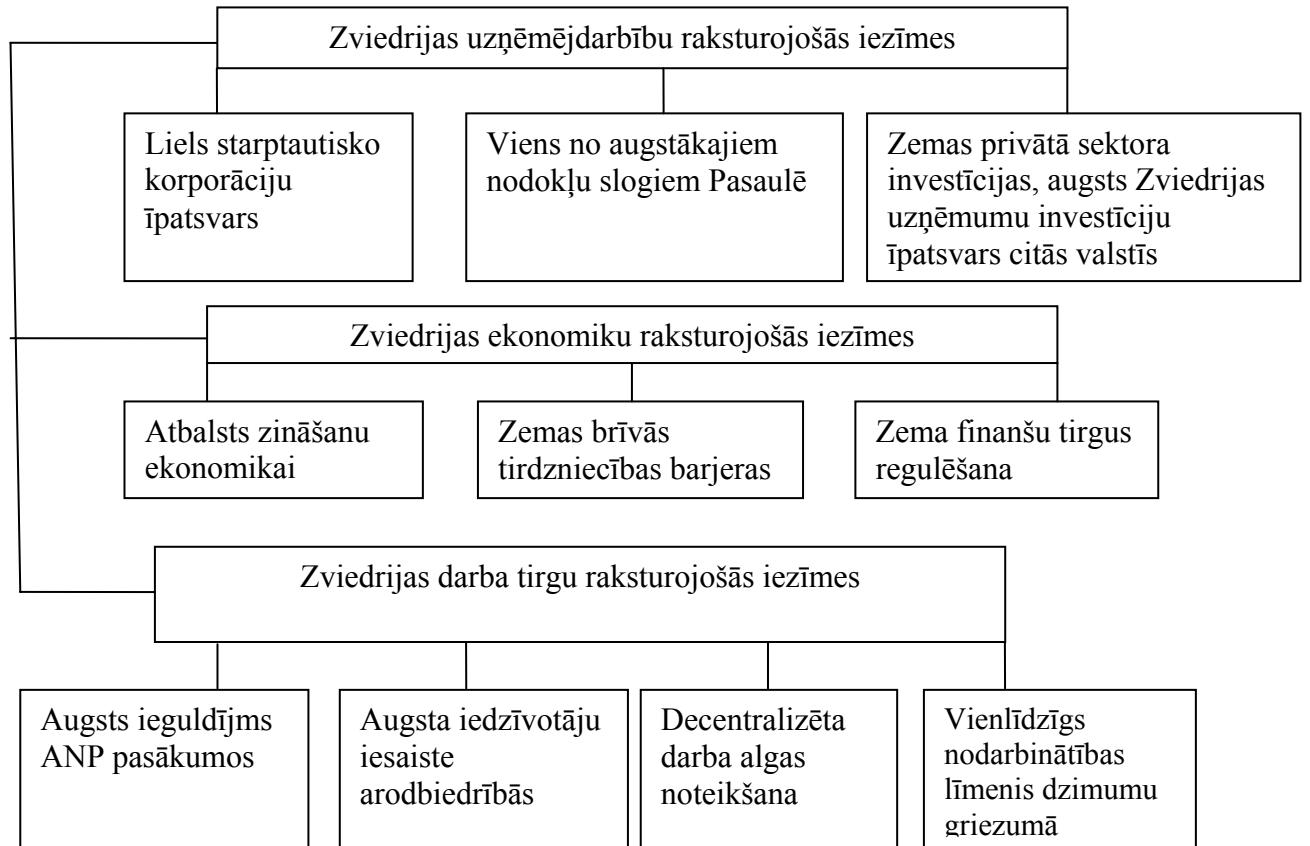 Zviedrijas uzņēmējdarbību raksturojošās iezīmes
Liels starptautisko
korporāciju
īpatsvars
Viens no augstākajiem
nodokļu slogiem Pasaulē
Zemas privātā sektora
investīcijas, augsts Zviedrijas
uzņēmumu investīciju
īpatsvars citās valstīs
Zviedrijas ekonomiku raksturojošās iezīmes
Atbalsts zināšanu
ekonomikai
Zemas brīvās
tirdzniecības barjeras
Zema finanšu tirgus
regulēšana
Zviedrijas darba tirgu raksturojošās iezīmes
Augsts ieguldījms
ANP pasākumos
Augsta iedzīvotāju
iesaiste
arodbiedrībās
Decentralizēta
darba algas
noteikšana
Vienlīdzīgs
nodarbinātības
līmenis dzimumu
griezumā